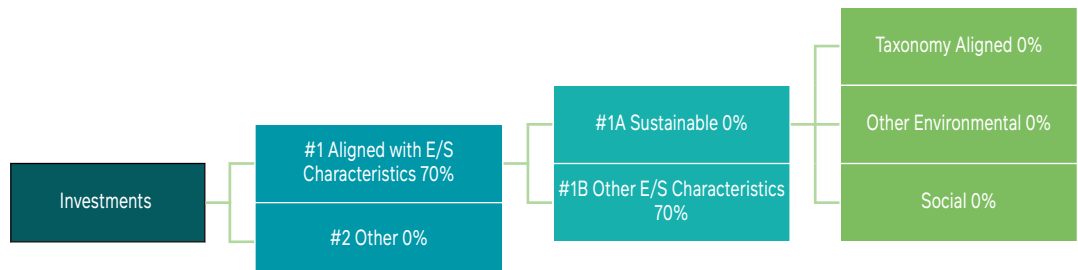 Investments
#1 Aligned with E/S
Characteristics 70%
#2 Other 0%
#1A Sustainable 0%
#1B Other E/S Characteristics
70%
Taxonomy Aligned 0%
Other Environmental 0%
Social 0%